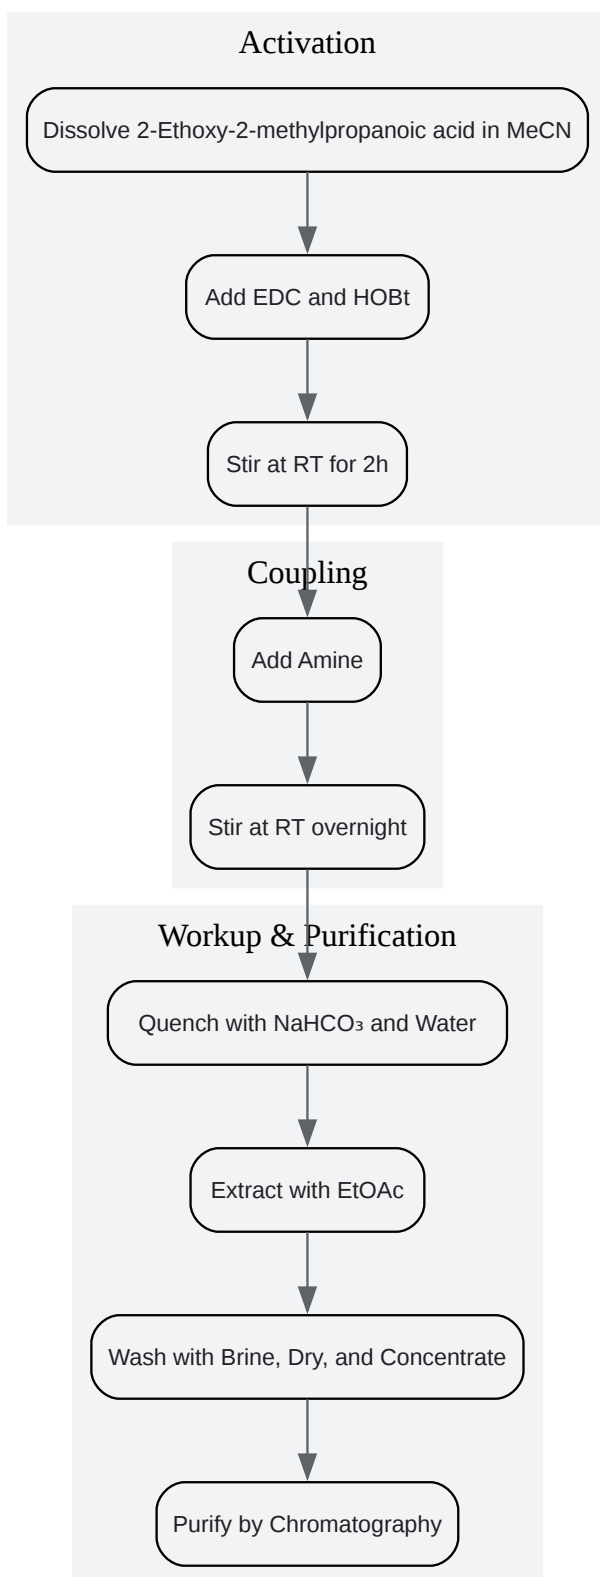 Activation
Dissolve 2-Ethoxy-2-methylpropanoic acid in MeCN
Add EDC and HOBt
Stir at RT for 2h
Coupling
Add Amine
Stir at RT overnight
Workup & Purification
Quench with NaHCO₃ and Water
Extract with EtOAc
Wash with Brine, Dry, and Concentrate
Purify by Chromatography